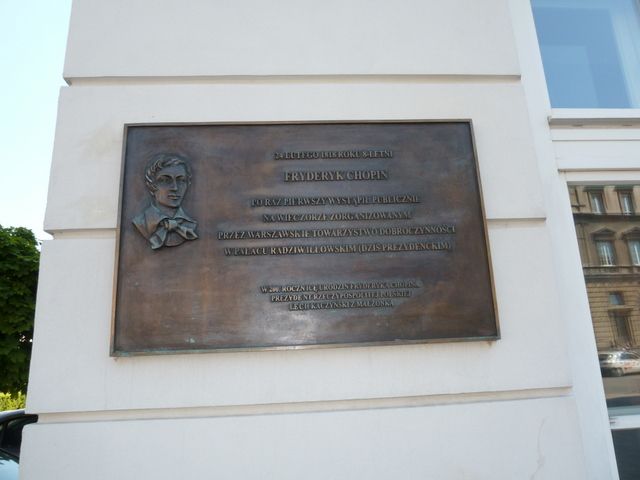 24 LUTEGO 1818 ROKU 8-LETNI
FRYDERYK CHOPIN
PO RAZ PIERWSZY WYSTĄPIŁ PUBLICZNIE
NA WIECZORZE ZORGANIZOWANYM
PRZEZ WARSZAWSKIE TOWARZYSTWO DOBROCZYNNOŚCI
W PAŁACU RADZIWIŁŁOWSKIM (DZIŚ PREZYDENCKIM)
W 200. ROCZNICĘ URODZIN FRYDERYKA CHOPINA
PREZYDENT RZECZYPOSPOLITEJ POLSKIEJ
LECH KACZYŃSKI Z MAŁŻONKĄ